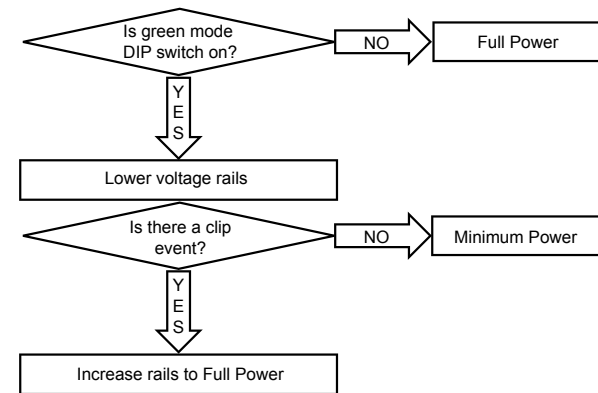 Is green mode
DIP switch on?
NO
Full Power
Y
E
S
Lower voltage rails
Is there a clip
event?
NO
Minimum Power
Y
E
S
Increase rails to Full Power